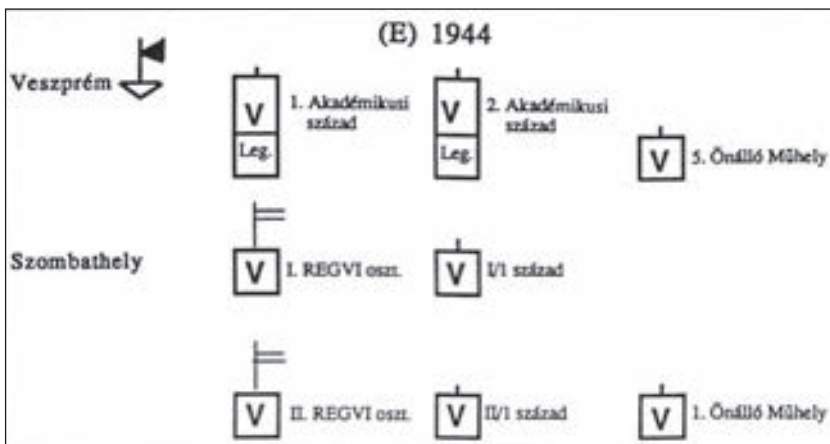 (E) 1944
Veszprém
V
Leg.
1. Akadémikusi
század
V
Leg.
2. Akadémikusi
század
V
5. Önálló Műhely
Szombathely
V
I. REGVI oszt.
V
I/1 század
V
II. REGVI oszt.
V
II/1 század
V
1. Önálló Műhely